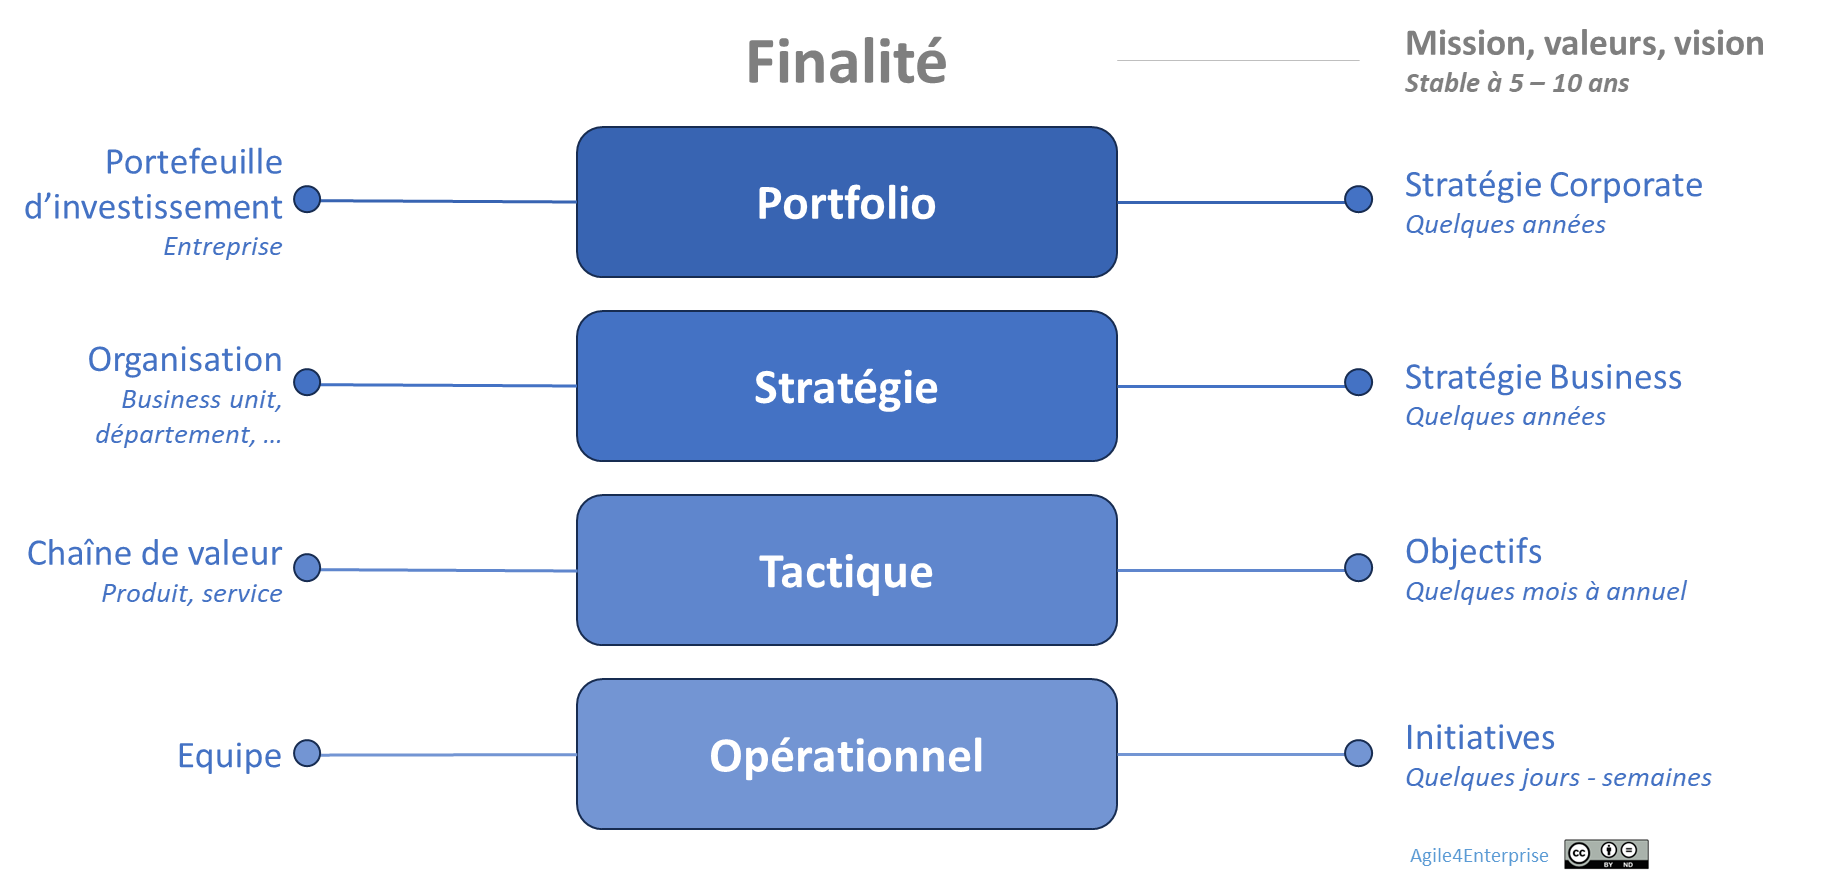 Finalité
Mission, valeurs, vision
Stable à 5 – 10 ans
Portefeuille
d’investissement
Entreprise
Portfolio
Stratégie Corporate
Quelques années
Organisation
Business unit,
département, ...
Stratégie
Stratégie Business
Quelques années
Chaîne de valeur
Produit, service
Tactique
Objectifs
Quelques mois à annuel
Equipe
Opérationnel
Initiatives
Quelques jours - semaines
Agile4Enterprise
cc
BY ND